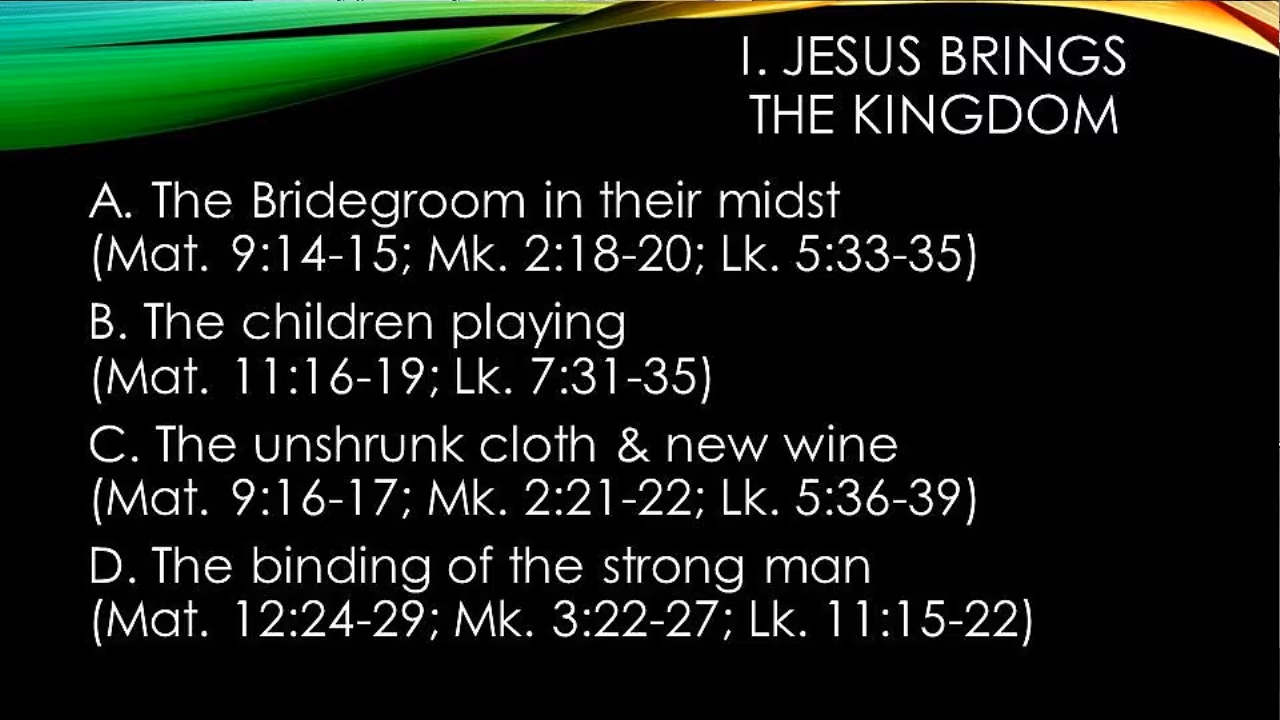 I. JESUS BRINGS
THE KINGDOM
A. The Bridegroom in their midst
(Mat. 9:14-15; Mk. 2:18-20; Lk. 5:33-35)
B. The children playing
(Mat. 11:16-19; Lk. 7:31-35)
C. The unshrunk cloth & new wine
(Mat. 9:16-17; Mk. 2:21-22; Lk. 5:36-39)
D. The binding of the strong man
(Mat. 12:24-29; Mk. 3:22-27; Lk. 11:15-22)